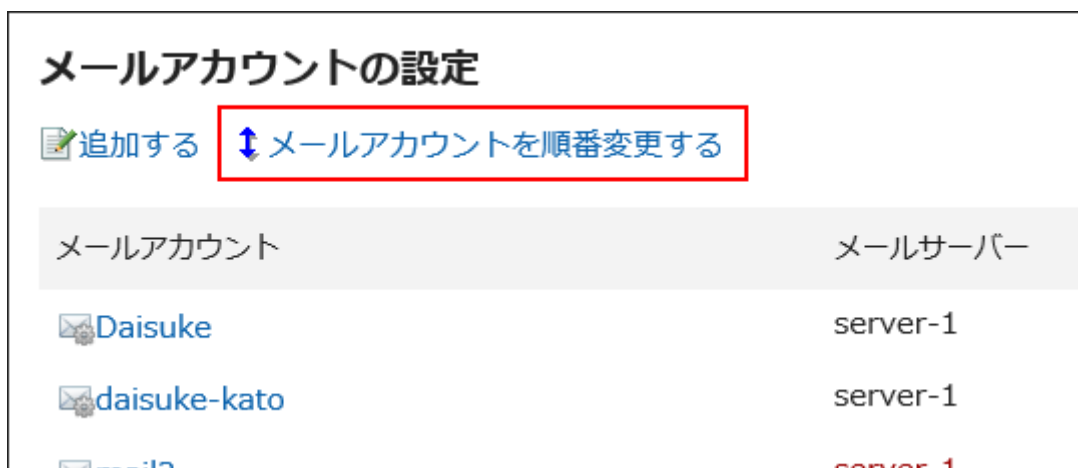 メールアカウントの設定
追加する メールアカウントを順番変更する
メールアカウント メールサーバー
Daisuke server-1
daisuke-kato server-1